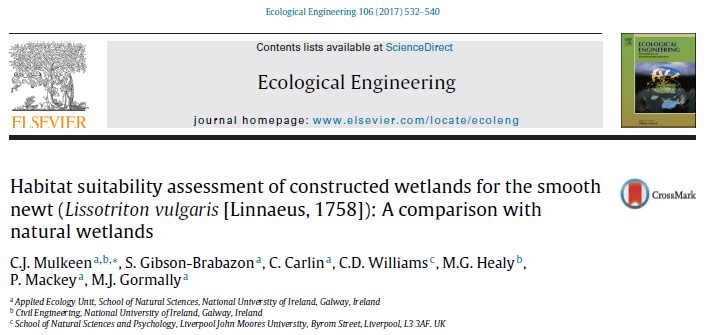 Ecological Engineering 106 (2017) 532–540
Contents lists available at ScienceDirect
Ecological Engineering
journal homepage: www.elsevier.com/locate/ecoleng
ELSEVIER
ECOLOGICAL
ENGINEERING
CrossMark
Habitat suitability assessment of constructed wetlands for the smooth
newt (Lissotriton vulgaris [Linnaeus, 1758]): A comparison with
natural wetlands
C.J. Mulkeen a,b,*, S. Gibson-Brabazon a, C. Carlin a, C.D. Williams c, M.G. Healy b,
P. Mackey a, M.J. Gormally a
a Applied Ecology Unit, School of Natural Sciences, National University of Ireland, Galway, Ireland
b Civil Engineering, National University of Ireland, Galway, Ireland
c School of Natural Sciences and Psychology, Liverpool John Moores University, Byrom Street, Liverpool, L3 3AF. UK